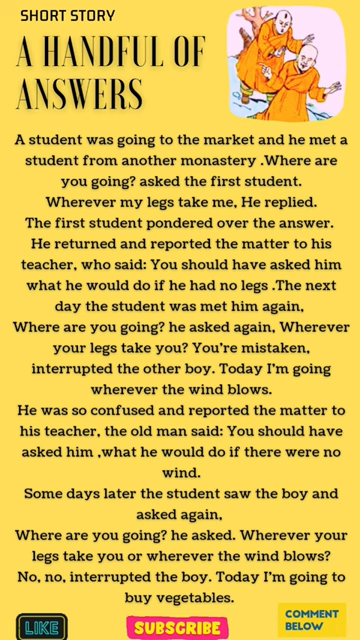 SHORT STORY
A HANDFUL OF
ANSWERS
A student was going to the market and he met a
student from another monastery .Where are
you going? asked the first student.
Wherever my legs take me, He replied.
The first student pondered over the answer.
He returned and reported the matter to his
teacher, who said: You should have asked him
what he would do if he had no legs .The next
day the student was met him again,
Where are you going? he asked again, Wherever
your legs take you? You're mistaken,
interrupted the other boy. Today I'm going
wherever the wind blows.
He was so confused and reported the matter to
his teacher, the old man said: You should have
asked him ,what he would do if there were no
wind.
Some days later the student saw the boy and
asked again,
Where are you going? he asked. Wherever your
legs take you or wherever the wind blows?
No, no, interrupted the boy. Today I'm going to
buy vegetables.
LIKE
SUBSCRIBE
COMMENT
BELOW